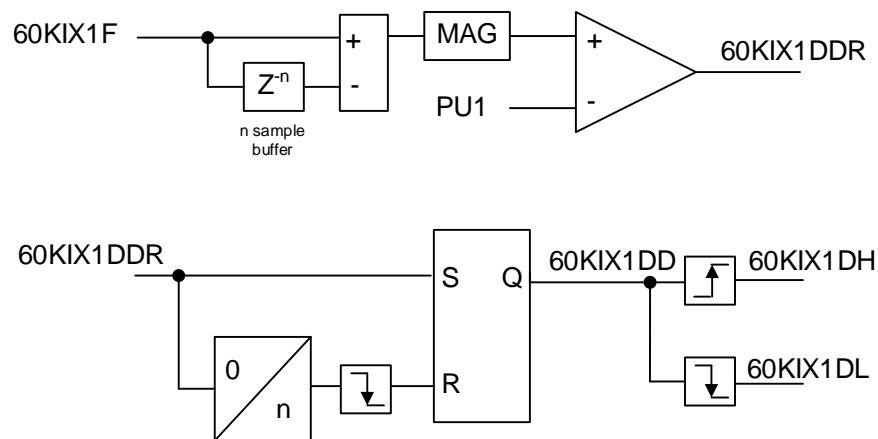 60KIX1F
+
MAG
+
60KIX1DDR
Z-n
-
PU1
-
n sample
buffer
60KIX1DDR
S
Q
60KIX1DD
60KIX1DH
0
n
R
60KIX1DL